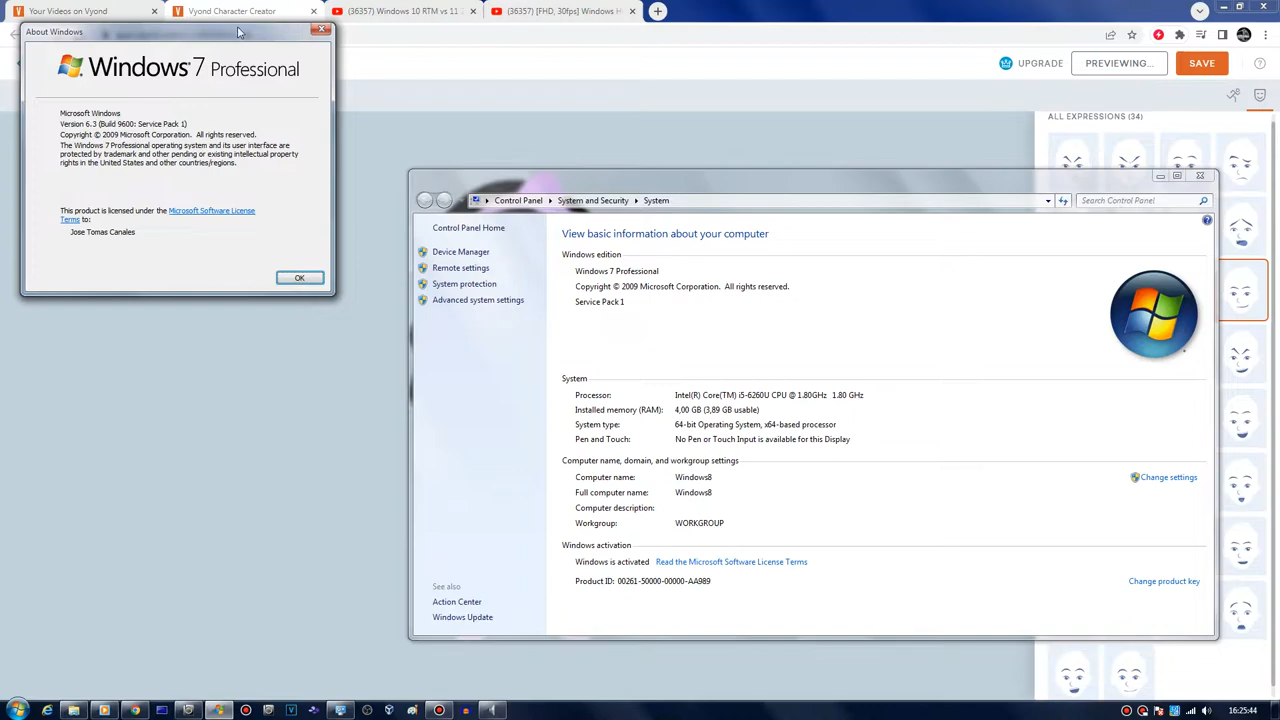 Your Videos on Vyond
Vyond Character Creator
(36357) Windows 10 RTM vs 11
(36357) [FHD, 30fps] Windows H
About Windows
Windows 7 Professional
Microsoft Windows
Version 6.3 (Build 9600: Service Pack 1)
Copyright © 2009 Microsoft Corporation. All rights reserved.
The Windows 7 Professional operating system and its user interface are
protected by trademark and other pending or existing intellectual property
rights in the United States and other countries/regions.
This product is licensed under the Microsoft Software License
Terms to:
Jose Tomas Canales
OK
UPGRADE
PREVIEWING...
SAVE
ALL EXPRESSIONS (34)
Control Panel
System and Security
System
Search Control Panel
Control Panel Home
Device Manager
Remote settings
System protection
Advanced system settings
See also
Action Center
Windows Update
View basic information about your computer
Windows edition
Windows 7 Professional
Copyright © 2009 Microsoft Corporation. All rights reserved.
Service Pack 1
System
Processor: Intel(R) Core(TM) i5-6260U CPU @ 1.80GHz 1.80 GHz
Installed memory (RAM): 4,00 GB (3,89 GB usable)
System type: 64-bit Operating System, x64-based processor
Pen and Touch: No Pen or Touch Input is available for this Display
Computer name, domain, and workgroup settings
Computer name: Windows8
Change settings
Full computer name: Windows8
Computer description:
Workgroup: WORKGROUP
Windows activation
Windows is activated Read the Microsoft Software License Terms
Product ID: 00261-50000-00000-AA989
Change product key
16:25:44